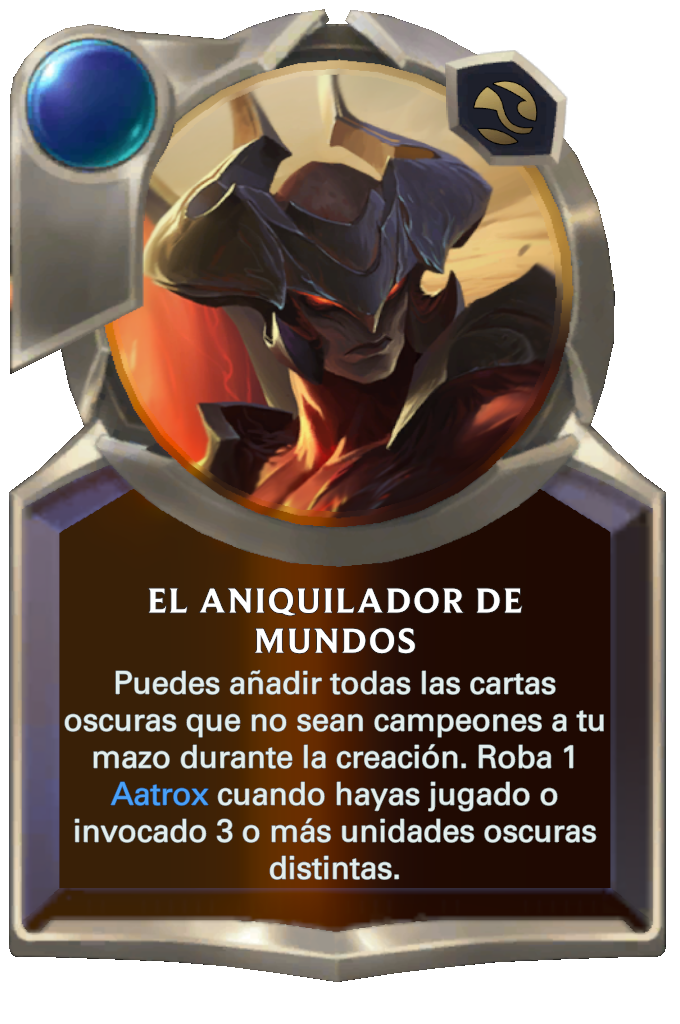 EL ANIQUILADOR DE
MUNDOS
Puedes añadir todas las cartas
oscuras que no sean campeones a tu
mazo durante la creación. Roba 1
Aatrox cuando hayas jugado o
invocado 3 o más unidades oscuras
distintas.